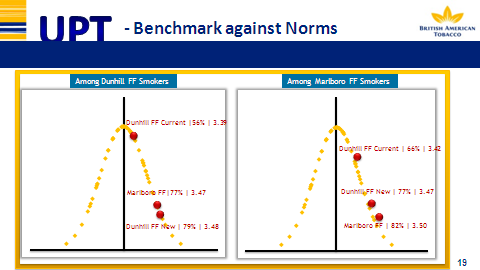 UPT - Benchmark against Norms
BRITISH AMERICAN
TOBACCO
Among Dunhill FF Smokers
Dunhill FF Current |56% | 3.39
Marlboro FF |77% | 3.47
Dunhill FF New | 79% | 3.48
Among Marlboro FF Smokers
Dunhill FF Current | 66% | 3.42
Dunhill FF New | 77% | 3.47
Marlboro FF | 82% | 3.50
19